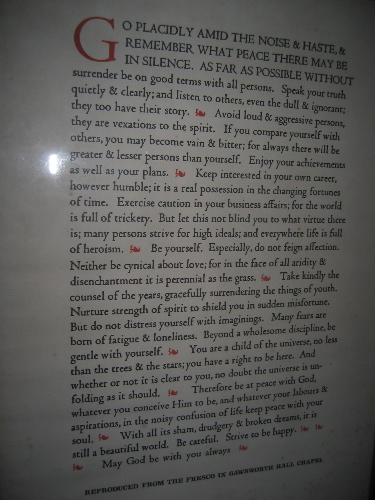 GO PLACIDLY AMID THE NOISE & HASTE, &
REMEMBER WHAT PEACE THERE MAY BE
IN SILENCE. AS FAR AS POSSIBLE WITHOUT
surrender be on good terms with all persons. Speak your truth
quietly & clearly; and listen to others, even the dull & ignorant;
they too have their story. Avoid loud & aggressive persons,
they are vexations to the spirit. If you compare yourself with
others, you may become vain & bitter; for always there will be
greater & lesser persons than yourself. Enjoy your achievements
as well as your plans. Keep interested in your own career,
however humble; it is a real possession in the changing fortunes
of time. Exercise caution in your business affairs; for the world
is full of trickery. But let this not blind you to what virtue there
is; many persons strive for high ideals; and everywhere life is full
of heroism. Be yourself. Especially, do not feign affection.
Neither be cynical about love; for in the face of all aridity &
disenchantment it is perennial as the grass. Take kindly the
counsel of the years, gracefully surrendering the things of youth.
Nurture strength of spirit to shield you in sudden misfortune.
But do not distress yourself with imaginings. Many fears are
born of fatigue & loneliness. Beyond a wholesome discipline, be
gentle with yourself. You are a child of the universe, no less
than the trees & the stars; you have a right to be here. And
whether or not it is clear to you, no doubt the universe is un-
folding as it should. Therefore be at peace with God,
whatever you conceive Him to be, and whatever your labours &
aspirations, in the noisy confusion of life keep peace with your
soul. With all its sham, drudgery & broken dreams, it is
still a beautiful world. Be careful. Strive to be happy.
May God be with you always
REPRODUCED FROM THE FRESCO IN GAWSWORTH HALL CHAPEL